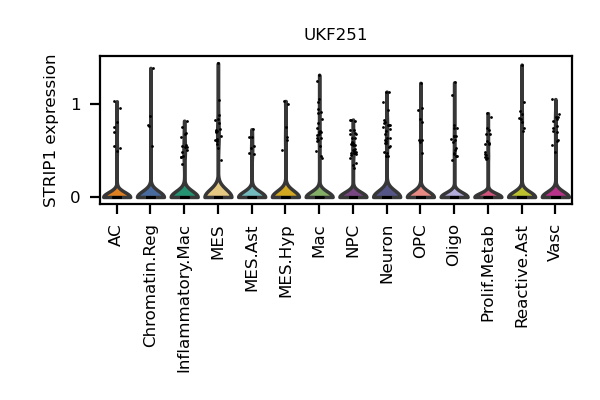 UKF251
STRIP1 expression
1
0
AC
Chromatin.Reg
Inflammatory.Mac
MES
MES.Ast
MES.Hyp
Mac
NPC
Neuron
OPC
Oligo
Prolif.Metab
Reactive.Ast
Vasc